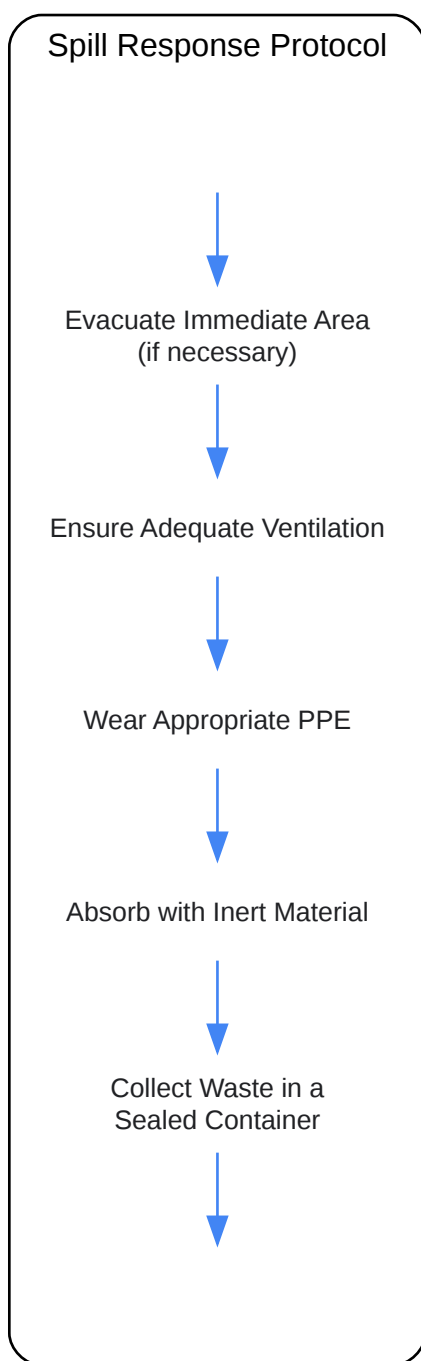 Spill Response Protocol
Evacuate Immediate Area
(if necessary)
Ensure Adequate Ventilation
Wear Appropriate PPE
Absorb with Inert Material
Collect Waste in a
Sealed Container